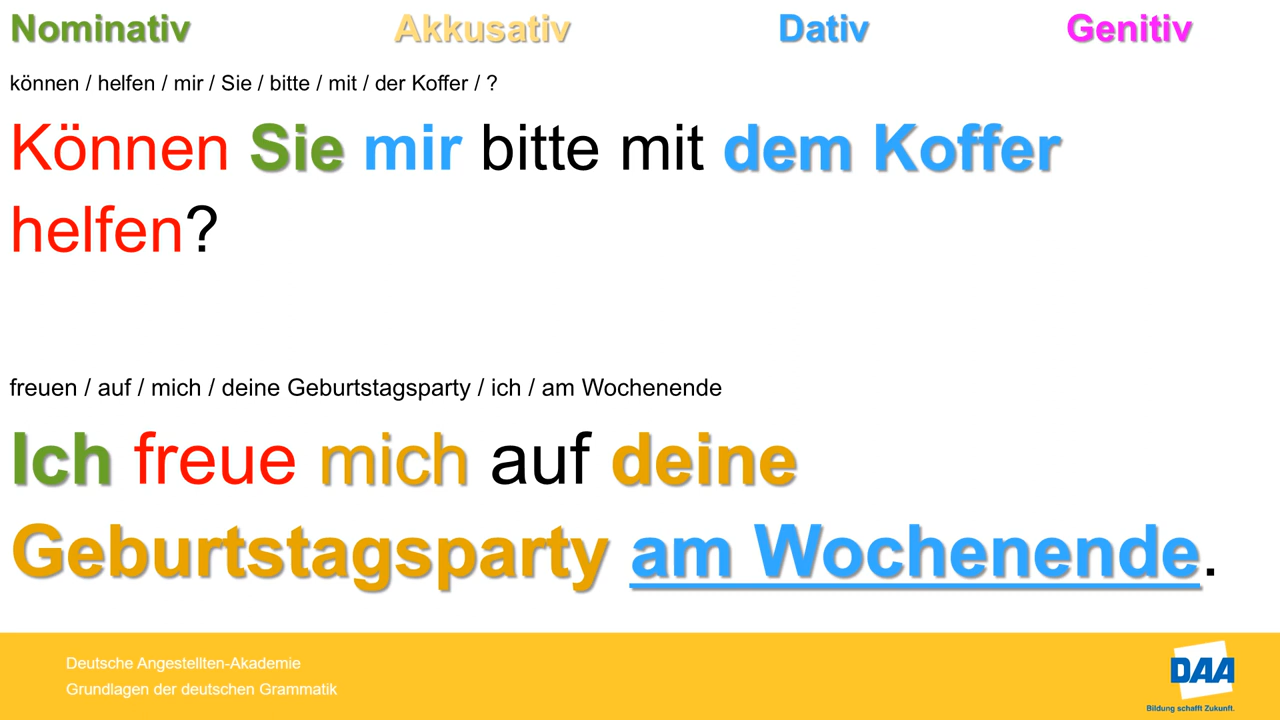 Nominativ Akkusativ Dativ Genitiv
können / helfen / mir / Sie / bitte / mit / der Koffer / ?
Können Sie mir bitte mit dem Koffer
helfen?
freuen / auf / mich / deine Geburtstagsparty / ich / am Wochenende
Ich freue mich auf deine
Geburtstagsparty am Wochenende.
Deutsche Angestellten-Akademie
Grundlagen der deutschen Grammatik
DAA
Bildung schafft Zukunft.